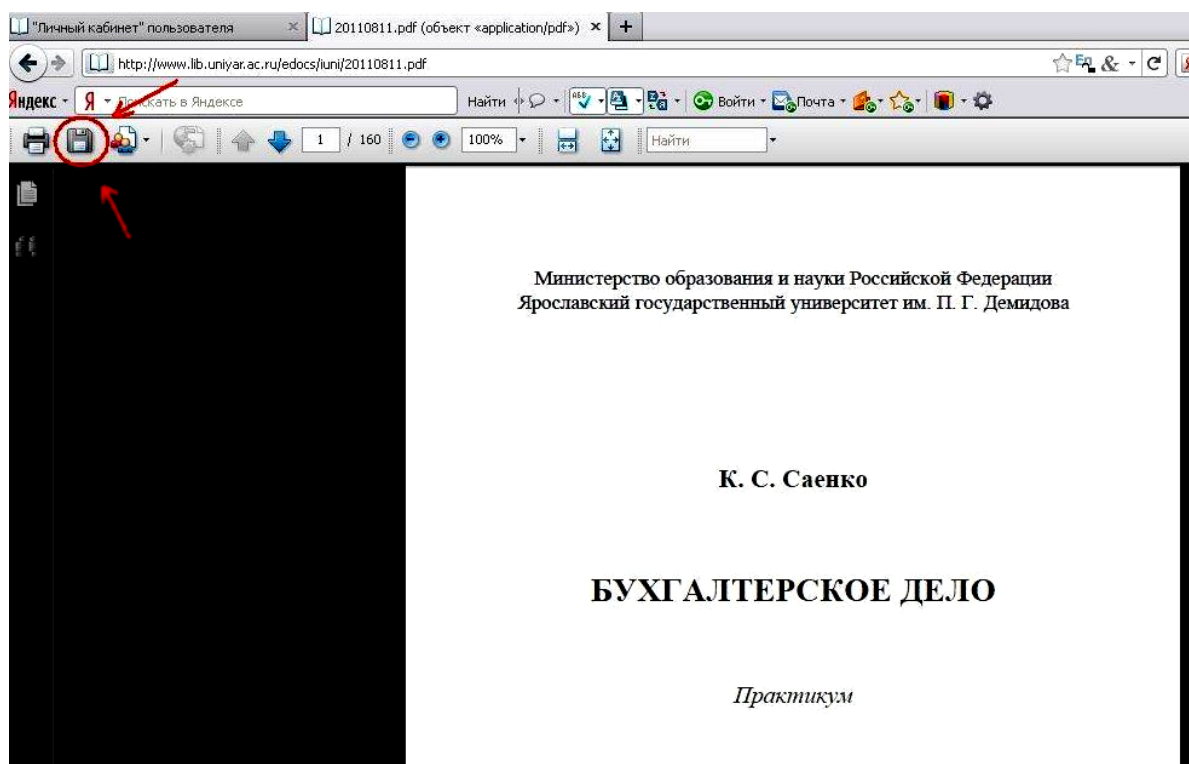 "Личный кабинет" пользователя
20110811.pdf (объект «application/pdf»)
http://www.lib.uniyar.ac.ru/edocs/iuni/20110811.pdf
Яндекс Я Поискать в Яндексе Найти Войти Почта
1 / 160 100% Найти
Министерство образования и науки Российской Федерации
Ярославский государственный университет им. П. Г. Демидова
К. С. Саенко
БУХГАЛТЕРСКОЕ ДЕЛО
Практикум